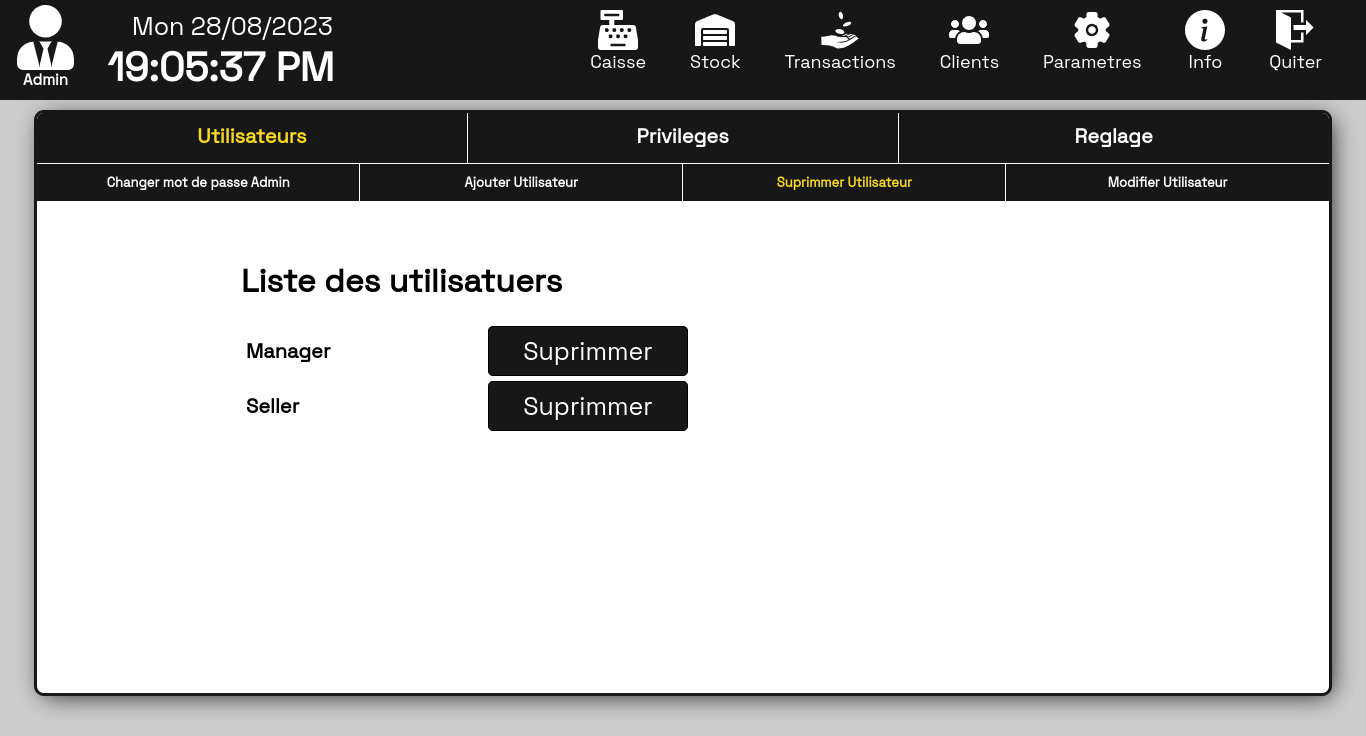 Admin
Mon 28/08/2023
19:05:37 PM
Caisse
Stock
Transactions
Clients
Parametres
Info
Quiter
Utilisateurs
Privileges
Reglage
Changer mot de passe Admin
Ajouter Utilisateur
Suprimmer Utilisateur
Modifier Utilisateur
Liste des utilisatuers
Manager
Suprimmer
Seller
Suprimmer